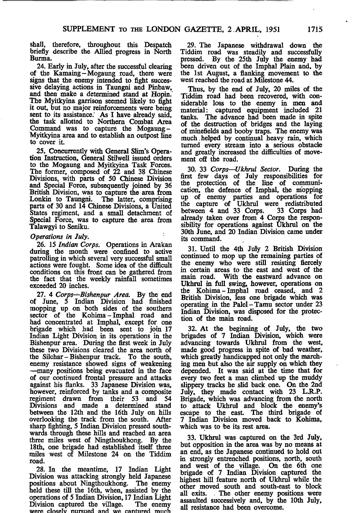 SUPPLEMENT TO THE LONDON GAZETTE, 2 APRIL, 1951 1715
shall, therefore, throughout this Despatch
briefly describe the Allied progress in North
Burma.
24. Early in July, after the successful clearing
of the Kamaing-Mogaung road, there were
signs that the enemy intended to fight succes-
sive delaying actions in Taungni and Pinbaw,
and then make a determined stand at Hopin.
The Myitkyina garrison seemed likely to fight
it out, but no major reinforcements were being
sent to its assistance. As I have already said,
the task allotted to Northern Combat Area
Command was to capture the Mogaung-
Myitkyina area and to establish an outpost line
to cover it.
25. Concurrently with General Slim's Opera-
tion Instruction, General Stilwell issued orders
to the Mogaung and Myitkyina Task Forces.
The former, composed of 22 and 38 Chinese
Divisions, with parts of 50 Chinese Division
and Special Force, subsequently joined by 36
British Division, was to capture the area from
Lonkin to Taungni. The latter, comprising
parts of 30 and 14 Chinese Divisions, a United
States regiment, and a small detachment of
Special Force, was to capture the area from
Talawgyi to Seniku.
Operations in July.
26. 15 Indian Corps. Operations in Arakan
during the month were confined to active
patrolling in which several very successful small
actions were fought. Some idea of the difficult
conditions on this front can be gathered from
the fact that the weekly rainfall sometimes
exceeded 20 inches.
27. 4 Corps—Bishenpur Area. By the end
of June, 5 Indian Division had finished
mopping up on both sides of the southern
sector of the Kohima-Imphal road and
had concentrated at Imphal, except for one
brigade which had been sent to join 17
Indian Light Division in its operations in the
Bishenpur area. During the first week in July
these two Divisions cleared the area north of
the Silchar-Bishenpur track. To the south,
enemy resistance showed signs of weakening
—many positions being evacuated in the face
of our continued frontal pressure and attacks
against his flanks. 33 Japanese Division was,
however, reinforced by tanks and a composite
regiment drawn from their 53 and 54
Divisions and made a determined stand
between the 12th and the 16th July on hills
overlooking the track from the south. After
sharp fighting, 5 Indian Division pressed south-
wards through these hills and reached an area
three miles west of Ningthoukhong. By the
18th, one brigade had established itself three
miles west of Milestone 24 on the Tiddim
road.
28. In the meantime, 17 Indian Light
Division was attacking strongly held Japanese
positions about Ningthoukhong. The enemy
held these till the 16th, when, assisted by the
operations of 5 Indian Division, 17 Indian Light
Division captured the village. The enemy
were closely pursued and we captured much
29. The Japanese withdrawal down the
Tiddim road was steadily and successfully
pressed. By the 25th July the enemy had
been driven out of the Imphal Plain and, by
the 1st August, a flanking movement to the
west reached the road at Milestone 44.
Thus, by the end of July, 20 miles of the
Tiddim road had been recovered, with con-
siderable loss to the enemy in men and
material: captured equipment included 21
tanks. The advance had been made in spite
of the destruction of bridges and the laying
of minefields and booby traps. The enemy was
much helped by continual heavy rain, which
turned every stream into a serious obstacle
and greatly increased the difficulties of move-
ment off the road.
30. 33 Corps—Ukhrul Sector. During the
first few days of July responsibilities for
the protection of the line of communi-
cation, the defence of Imphal, the mopping
up of enemy parties and operations for
the capture of Ukhrul were redistributed
between 4 and 33 Corps. 33 Corps had
already taken over from 4 Corps the respon-
sibility for operations against Ukhrul on the
30th June, and 20 Indian Division came under
its command.
31. Until the 4th July 2 British Division
continued to mop up the remaining parties of
the enemy who were still resisting fiercely
in certain areas to the east and west of the
main road. With the eastward advance on
Ukhrul in full swing, however, operations on
the Kohima-Imphal road ceased, and 2
British Division, less one brigade which was
operating in the Palel-Tamu sector under 23
Indian Division, was disposed for the protec-
tion of the main road.
32. At the beginning of July, the two
brigades of 7 Indian Division, which were
advancing towards Ukhrul from the west,
made good progress in spite of bad weather,
which greatly handicapped not only the march-
ing men but also the air supply on which they
depended. It was said at the time that for
every two feet a man climbed up the muddy
slippery tracks he slid back one. On the 2nd
July, they made contact with 23 L.R.P.
Brigade, which was advancing from the north
to attack Ukhrul and block the enemy's
escape to the east. The third brigade of
7 Indian Division moved back to Kohima,
which was to be its rest area.
33. Ukhrul was captured on the 3rd July,
but opposition in the area was by no means at
an end, as the Japanese continued to hold out
in strongly entrenched positions, north, south
and west of the village. On the 6th one
brigade of 7 Indian Division captured the
highest hill feature north of Ukhrul while the
other moved south and south-east to block
all exits. The other enemy positions were
assaulted successively and, by the 10th July,
all resistance had been overcome.